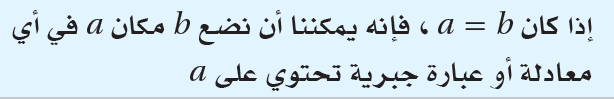 إذا كان a = b ، فإنه يمكننا أن نضع b مكان a في أي
معادلة أو عبارة جبرية تحتوي على a